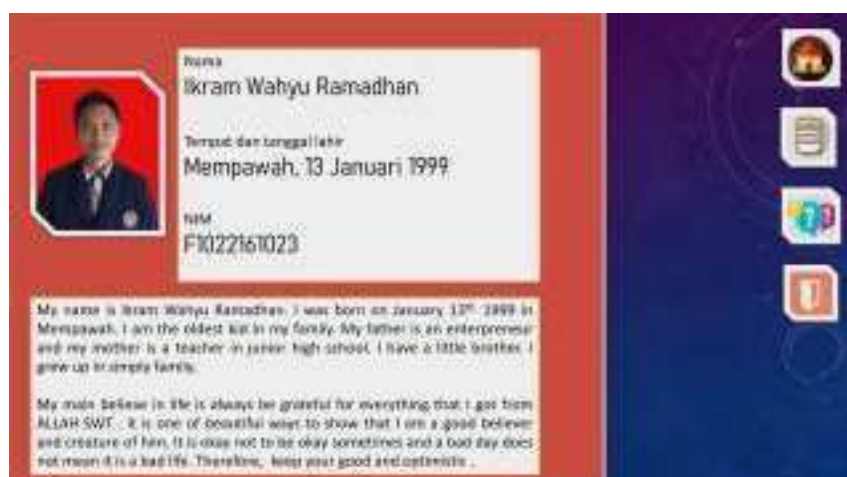 Nama
Ikram Wahyu Ramadhan
Tempat dan tanggal lahir
Mempawah, 13 Januari 1999
NIM
F1022161023
My name is Ikram Wahyu Ramadhan. I was born on January 13th 1999 in
Mempawah. I am the oldest kid in my family. My father is an enterpreneur
and my mother is a teacher in junior high school. I have a little brother. I
grew up in simply family.
My main believe in life is always be grateful for everything that I got from
ALLAH SWT. It is one of beautiful ways to show that I am a good believer
and creature of him. It is okay not to be okay sometimes and a bad day does
not mean it is a bad life. Therefore, keep your good and optimistic .